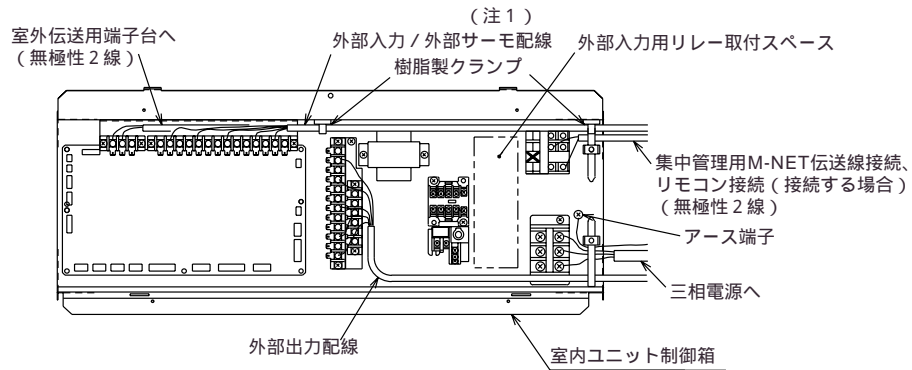 （注１）
室外伝送用端子台へ
（無極性２線）
外部入力／外部サーモ配線
樹脂製クランプ
外部入力用リレー取付スペース
集中管理用M-NET伝送線接続、
リモコン接続（接続する場合）
（無極性２線）
アース端子
三相電源へ
外部出力配線
室内ユニット制御箱